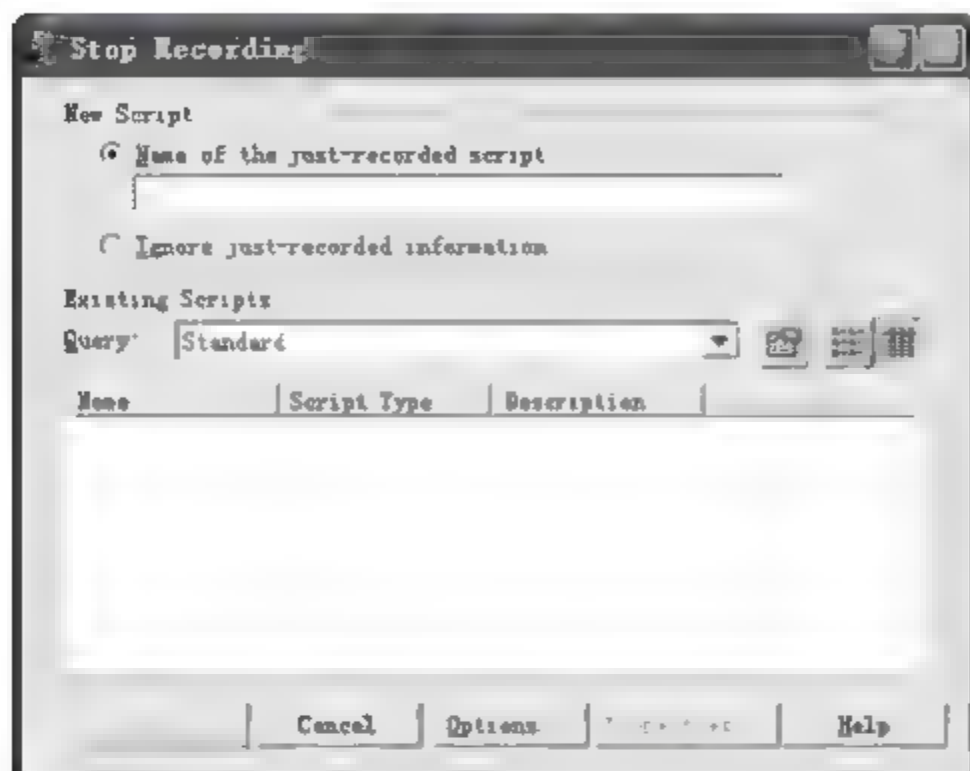 Stop Recording
New Script
Name of the just-recorded script
Ignore just-recorded information
Existing Scripts
Query: Standard
Name Script Type Description
Cancel Options Help